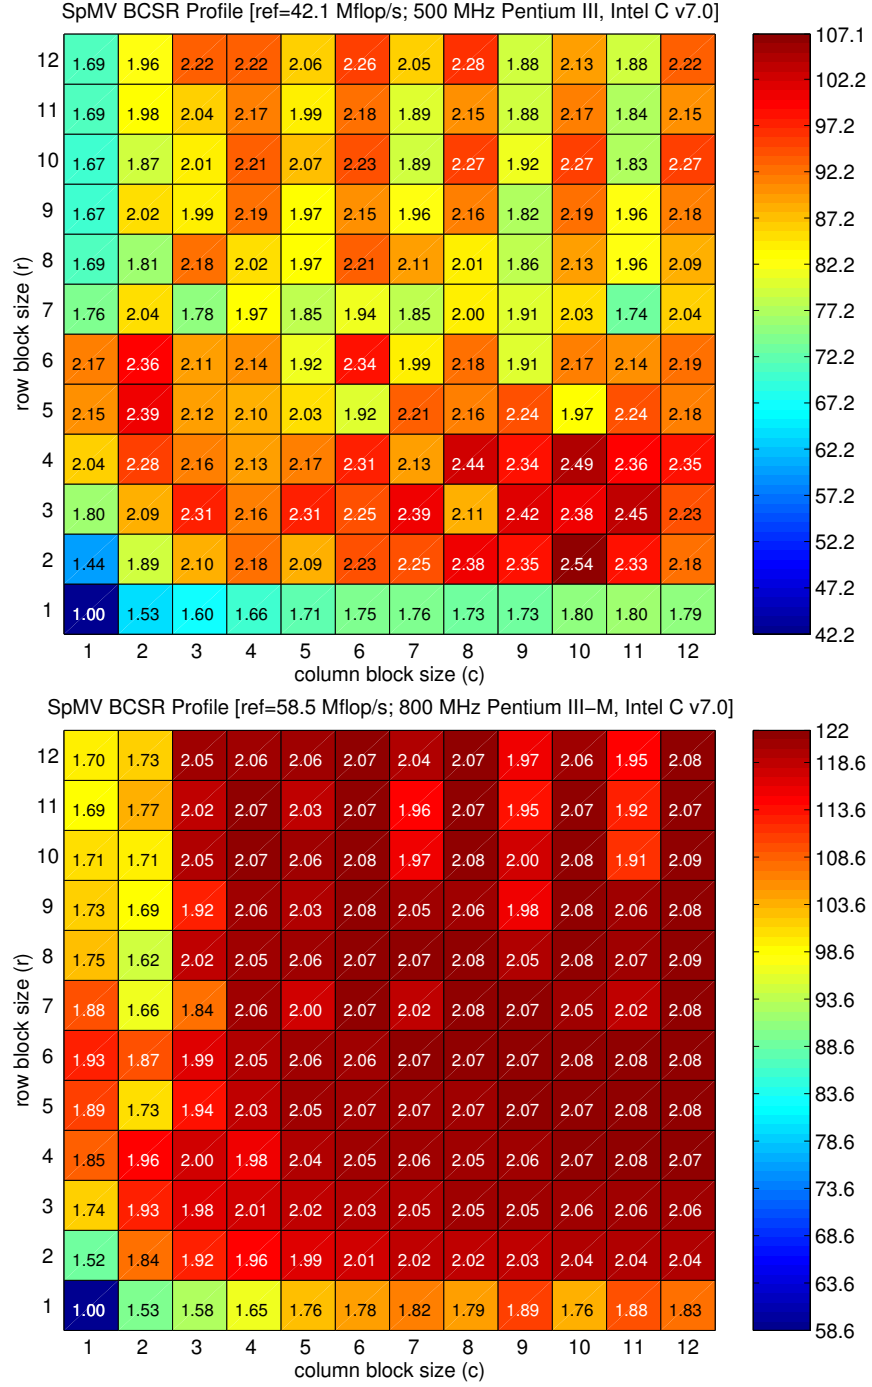 SpMV BCSR Profile [ref=42.1 Mflop/s; 500 MHz Pentium III, Intel C v7.0]
12 1.69 1.96 2.22 2.22 2.06 2.26 2.05 2.28 1.88 2.13 1.88 2.22
11 1.69 1.98 2.04 2.17 1.99 2.18 1.89 2.15 1.88 2.17 1.84 2.15
10 1.67 1.87 2.01 2.21 2.07 2.23 1.89 2.27 1.92 2.27 1.83 2.27
9 1.67 2.02 1.99 2.19 1.97 2.15 1.96 2.16 1.82 2.19 1.96 2.18
8 1.69 1.81 2.18 2.02 1.97 2.21 2.11 2.01 1.86 2.13 1.96 2.09
7 1.76 2.04 1.78 1.97 1.85 1.94 1.85 2.00 1.91 2.03 1.74 2.04
6 2.17 2.36 2.11 2.14 1.92 2.34 1.99 2.18 1.91 2.17 2.14 2.19
5 2.15 2.39 2.12 2.10 2.03 1.92 2.21 2.16 2.24 1.97 2.24 2.18
4 2.04 2.28 2.16 2.13 2.17 2.31 2.13 2.44 2.34 2.49 2.36 2.35
3 1.80 2.09 2.31 2.16 2.31 2.25 2.39 2.11 2.42 2.38 2.45 2.23
2 1.44 1.89 2.10 2.18 2.09 2.23 2.25 2.38 2.35 2.54 2.33 2.18
1 1.00 1.53 1.60 1.66 1.71 1.75 1.76 1.73 1.73 1.80 1.80 1.79
1 2 3 4 5 6 7 8 9 10 11 12
column block size (c)
row block size (r)
107.1
102.2
97.2
92.2
87.2
82.2
77.2
72.2
67.2
62.2
57.2
52.2
47.2
42.2
SpMV BCSR Profile [ref=58.5 Mflop/s; 800 MHz Pentium III−M, Intel C v7.0]
12 1.70 1.73 2.05 2.06 2.06 2.07 2.04 2.07 1.97 2.06 1.95 2.08
11 1.69 1.77 2.02 2.07 2.03 2.07 1.96 2.07 1.95 2.07 1.92 2.07
10 1.71 1.71 2.05 2.07 2.06 2.08 1.97 2.08 2.00 2.08 1.91 2.09
9 1.73 1.69 1.92 2.06 2.03 2.08 2.05 2.06 1.98 2.08 2.06 2.08
8 1.75 1.62 2.02 2.05 2.06 2.07 2.07 2.08 2.05 2.08 2.07 2.09
7 1.88 1.66 1.84 2.06 2.00 2.07 2.02 2.08 2.07 2.05 2.02 2.08
6 1.93 1.87 1.99 2.05 2.06 2.06 2.07 2.07 2.07 2.08 2.08 2.08
5 1.89 1.73 1.94 2.03 2.05 2.07 2.07 2.07 2.07 2.07 2.08 2.08
4 1.85 1.96 2.00 1.98 2.04 2.05 2.06 2.05 2.06 2.07 2.08 2.07
3 1.74 1.93 1.98 2.01 2.02 2.03 2.05 2.05 2.05 2.06 2.06 2.06
2 1.52 1.84 1.92 1.96 1.99 2.01 2.02 2.02 2.03 2.04 2.04 2.04
1 1.00 1.53 1.58 1.65 1.76 1.78 1.82 1.79 1.89 1.76 1.88 1.83
1 2 3 4 5 6 7 8 9 10 11 12
column block size (c)
row block size (r)
122
118.6
113.6
108.6
103.6
98.6
93.6
88.6
83.6
78.6
73.6
68.6
63.6
58.6